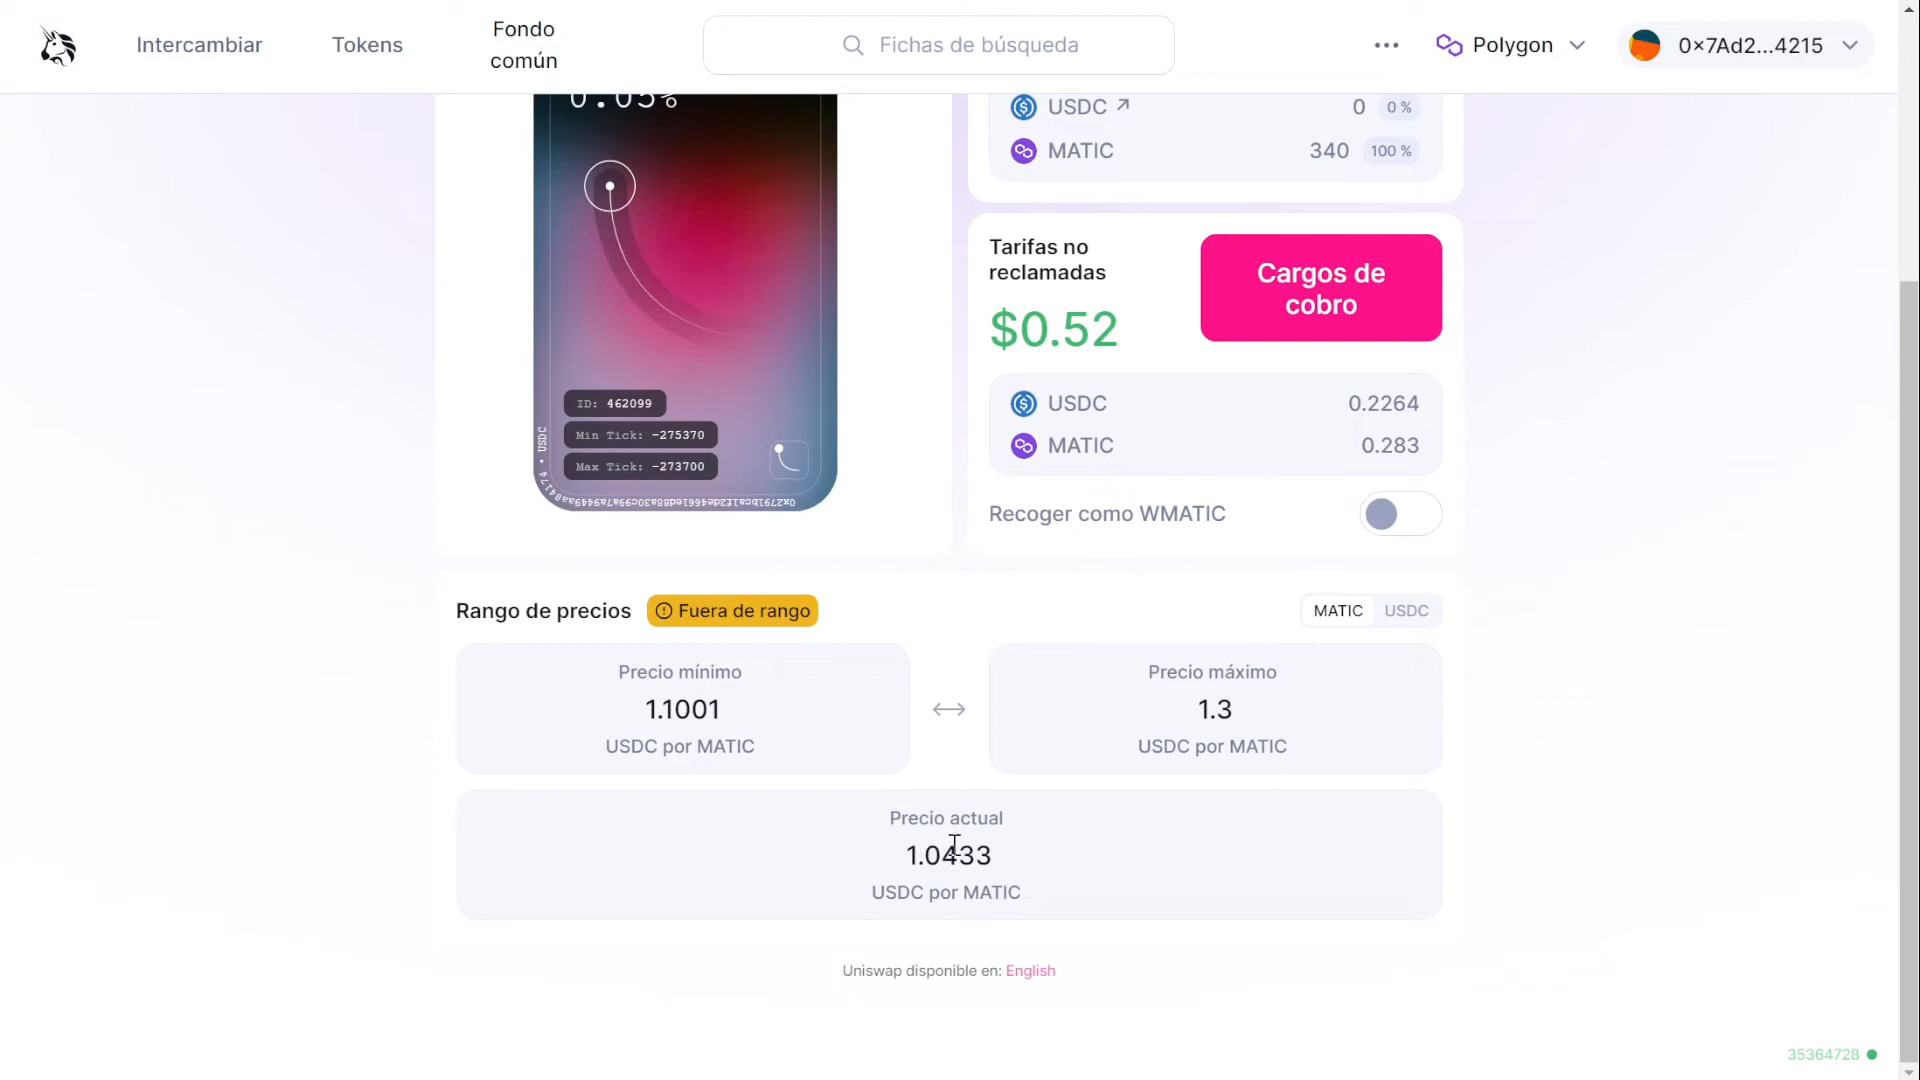 Intercambiar
Tokens
Fondo
común
Fichas de búsqueda
Polygon
0×7Ad2...4215
0.05%
USDC ↗
0
0 %
MATIC
340
100 %
Tarifas no
reclamadas
Cargos de
cobro
$0.52
USDC
0.2264
MATIC
0.283
Recoger como WMATIC
ID: 462099
Min Tick: -275370
Max Tick: -273700
• USDC
Rango de precios
Fuera de rango
MATIC
USDC
Precio mínimo
1.1001
USDC por MATIC
Precio máximo
1.3
USDC por MATIC
Precio actual
1.0433
USDC por MATIC
Uniswap disponible en: English
35364728